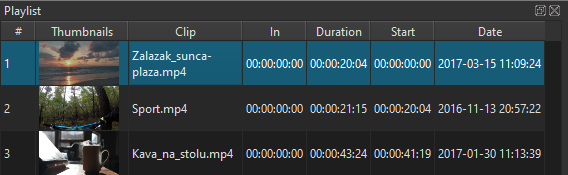 Playlist
# Thumbnails Clip In Duration Start Date
1 Zalazak_sunca-
plaza.mp4 00:00:00:00 00:00:20:04 00:00:00:00 2017-03-15 11:09:24
2 Sport.mp4 00:00:00:00 00:00:21:15 00:00:20:04 2016-11-13 20:57:22
3 Kava_na_stolu.mp4 00:00:00:00 00:00:43:24 00:00:41:19 2017-01-30 11:13:39